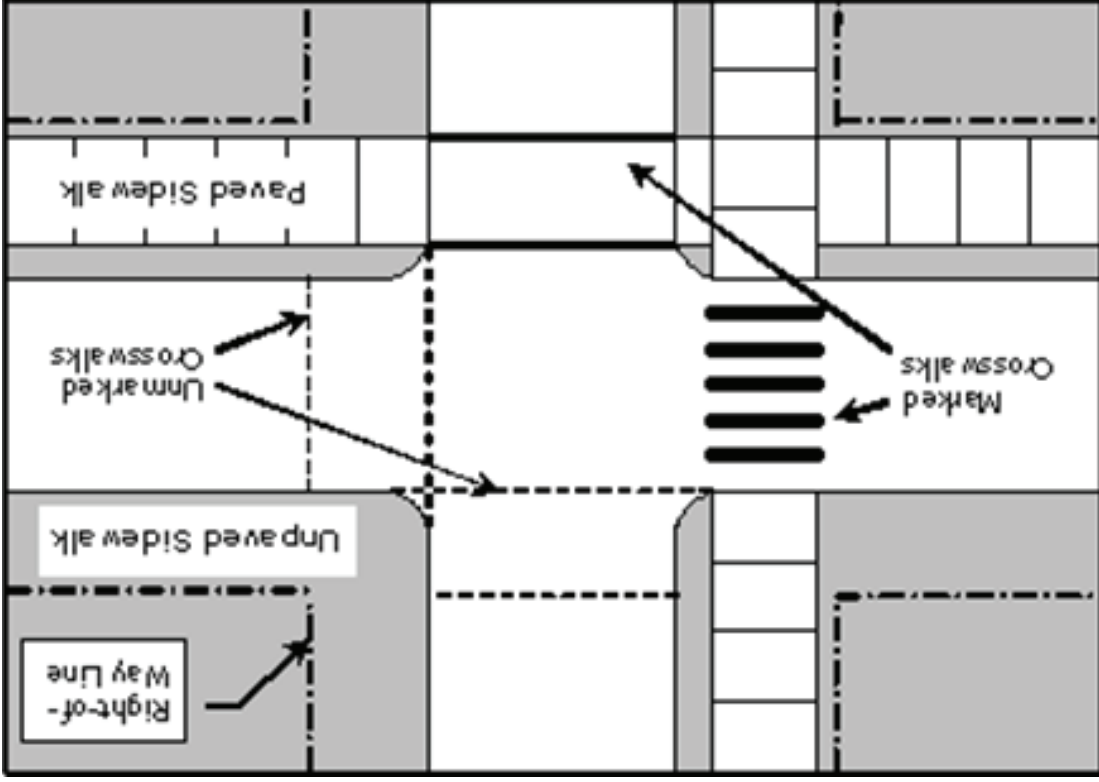 Right-of-
Way Line
Unpaved Sidewalk
Marked
Crosswalks
Unmarked
Crosswalks
Paved Sidewalk